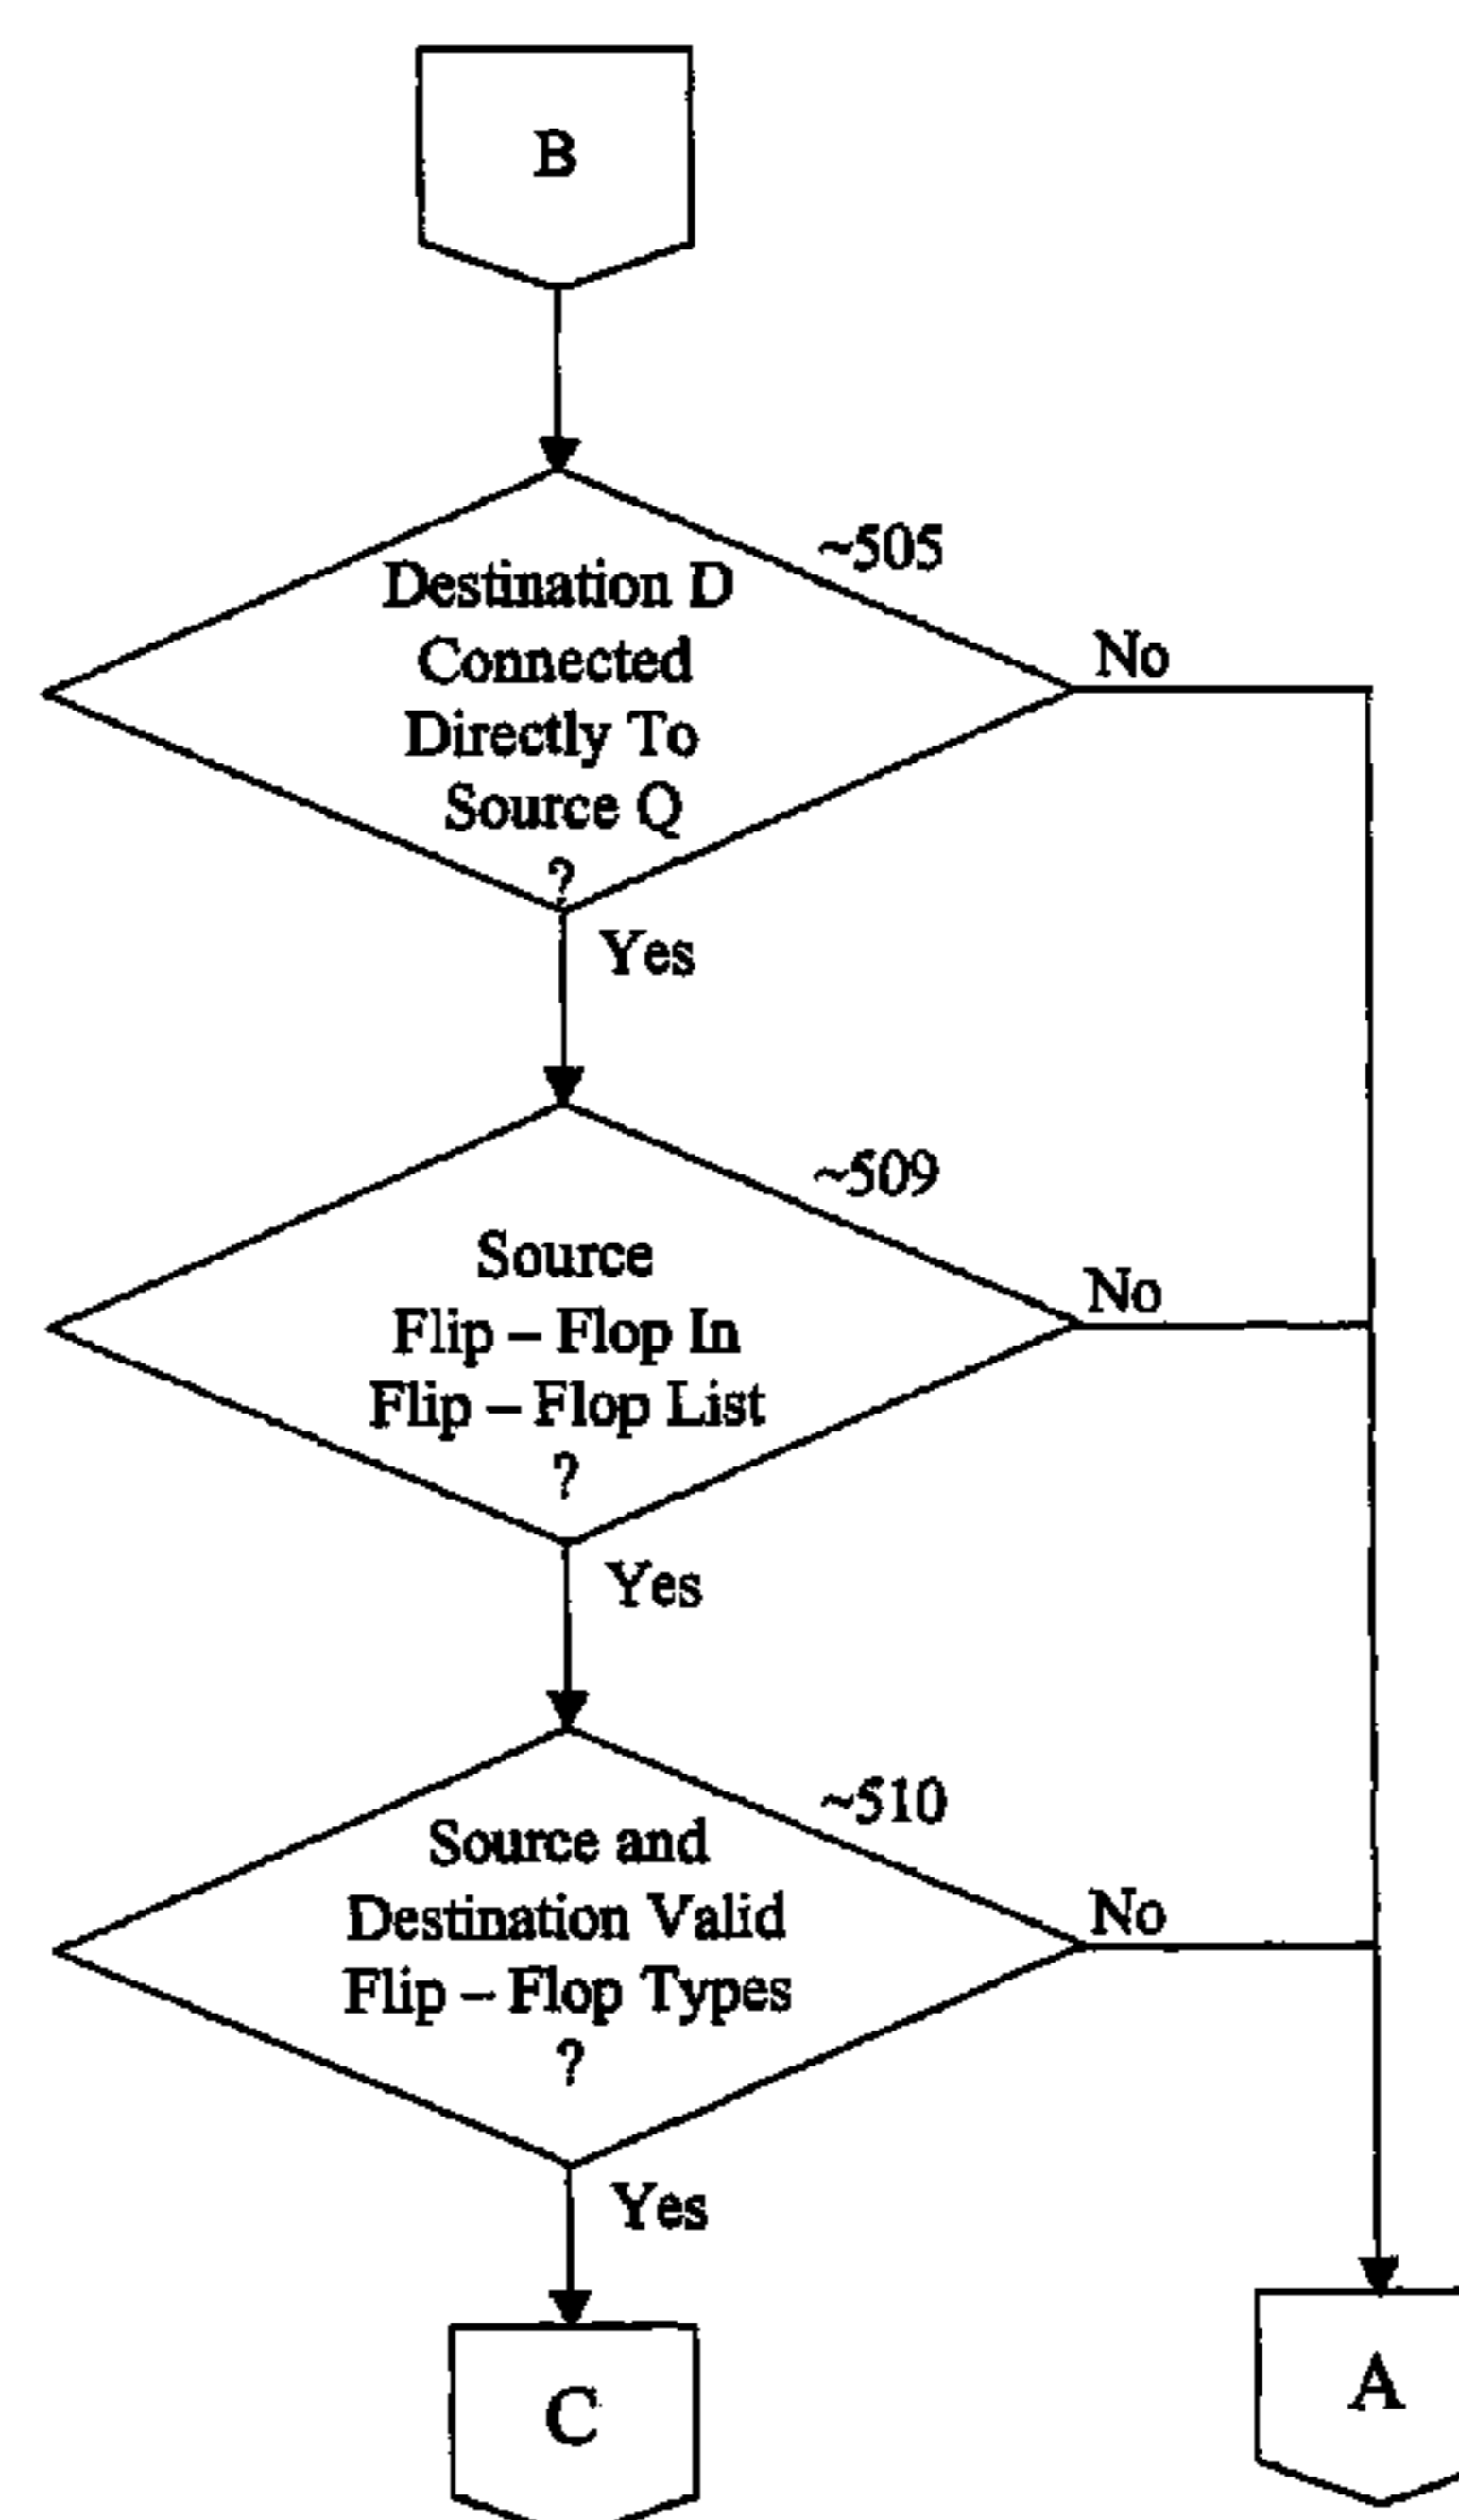 B
~505
Destination D
Connected
Directly To
Source Q
?
No
Yes
~509
Source
Flip – Flop In
Flip – Flop List
?
No
Yes
~510
Source and
Destination Valid
Flip – Flop Types
?
No
Yes
C
A